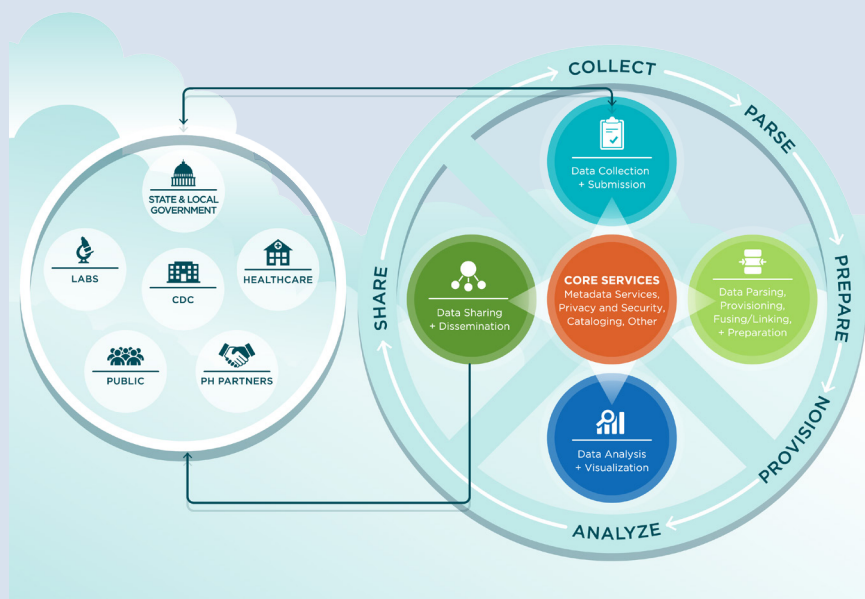 STATE & LOCAL
GOVERNMENT
LABS
CDC
HEALTHCARE
PUBLIC
PH PARTNERS
COLLECT
PARSE
PREPARE
PROVISION
ANALYZE
SHARE
Data Collection
+ Submission
Data Sharing
+ Dissemination
CORE SERVICES
Metadata Services,
Privacy and Security,
Cataloging, Other
Data Parsing,
Provisioning,
Fusing/Linking,
+ Preparation
Data Analysis
+ Visualization